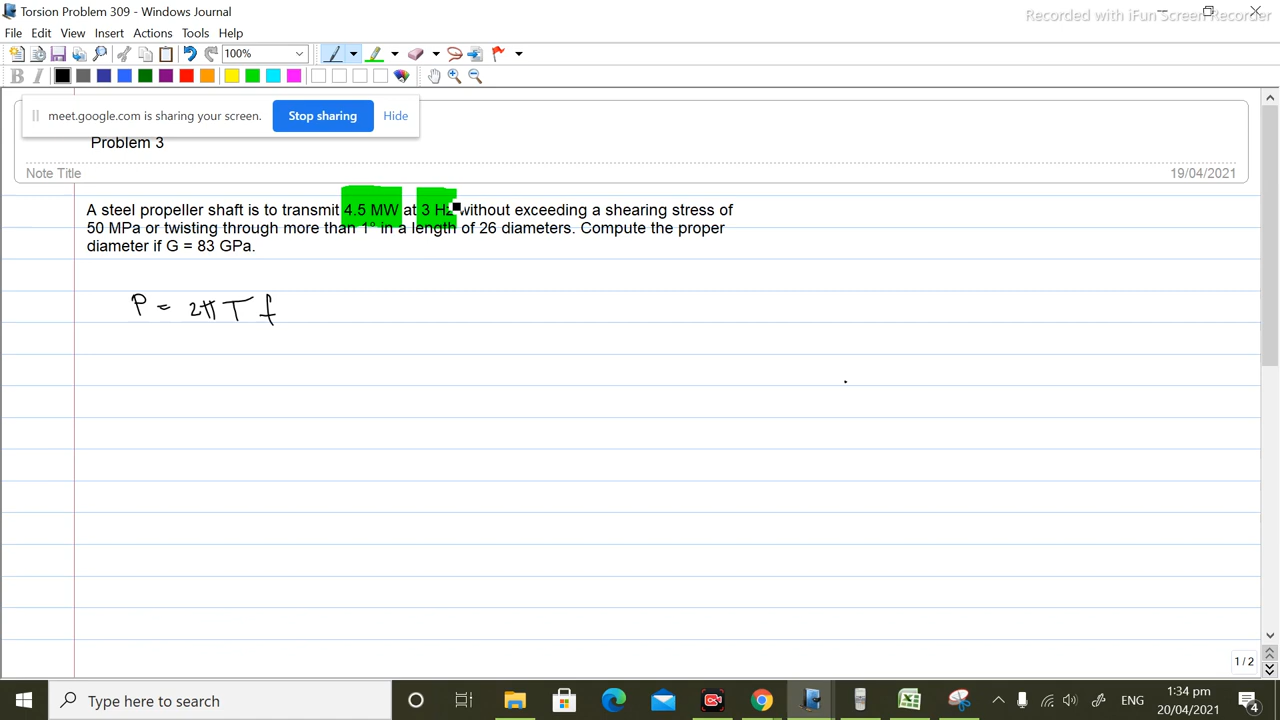 Torsion Problem 309 - Windows Journal
Recorded with iFun Screen Recorder
File Edit View Insert Actions Tools Help
100%
B I
meet.google.com is sharing your screen. Stop sharing Hide
Problem 3
Note Title 19/04/2021
A steel propeller shaft is to transmit 4.5 MW at 3 Hz without exceeding a shearing stress of
50 MPa or twisting through more than 1° in a length of 26 diameters. Compute the proper
diameter if G = 83 GPa.
P = 2π T f
1 / 2
Type here to search
ENG
1:34 pm
20/04/2021
4